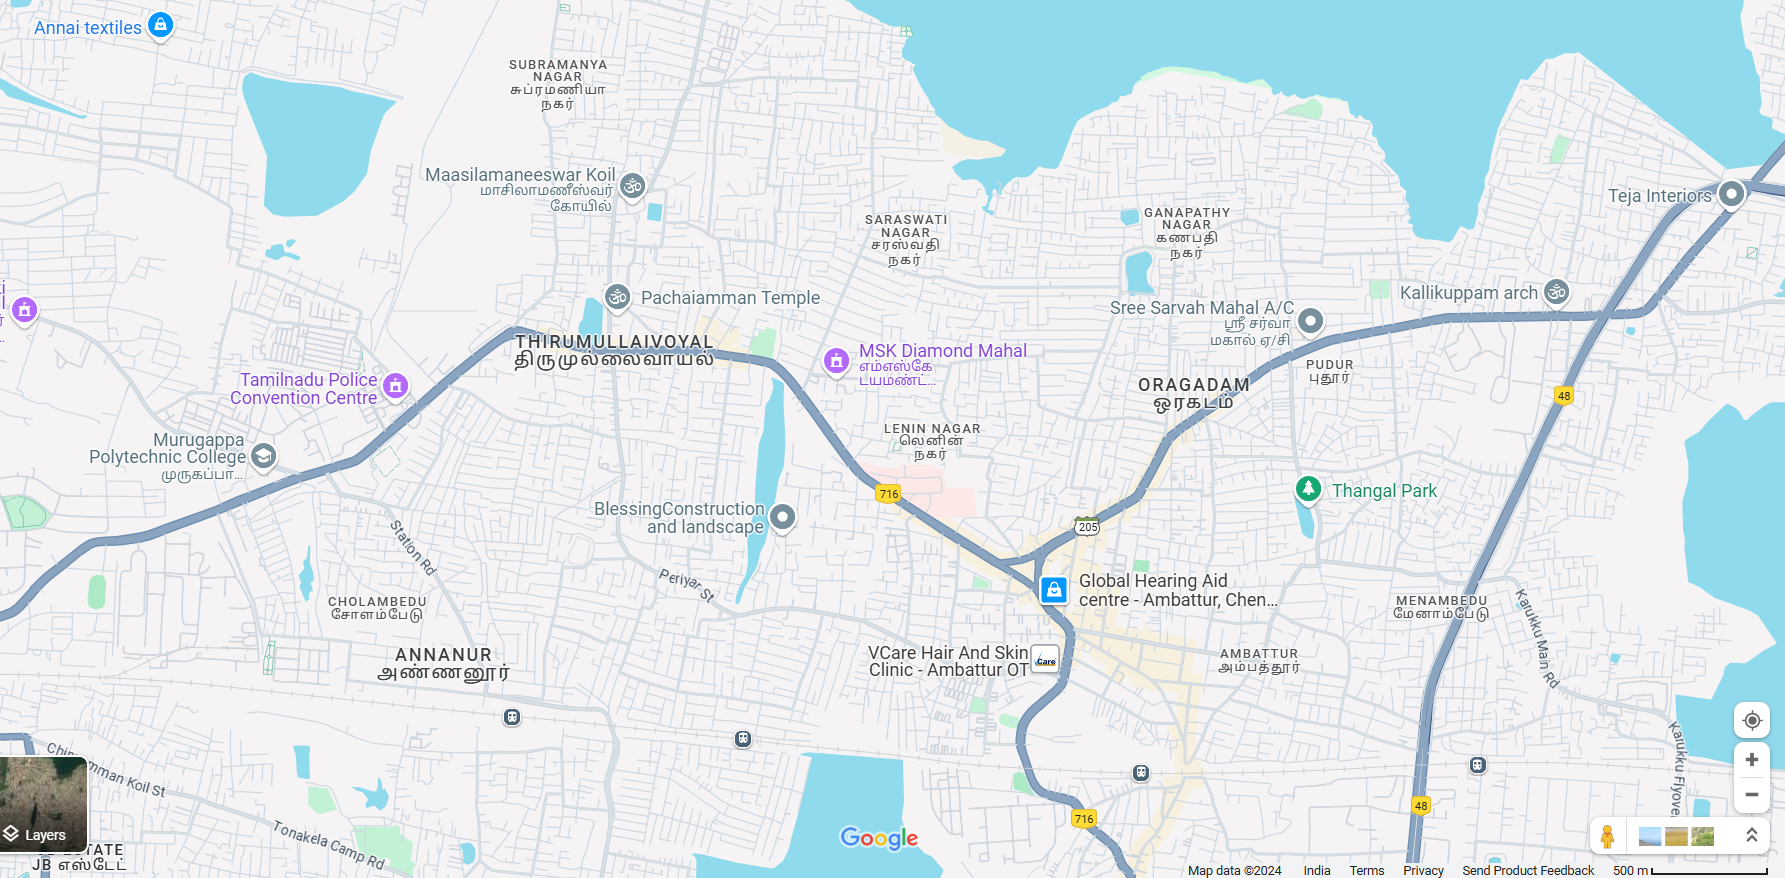 Annai textiles
SUBRAMANYA
NAGAR
சுப்ரமணியா
நகர்
Maasilamaneeswar Koil
மாசிலாமணீஸ்வர்
கோயில்
SARASWATI
NAGAR
சரஸ்வதி
நகர்
GANAPATHY
NAGAR
கணபதி
நகர்
Teja Interiors
Pachaiamman Temple
Kallikuppam arch
Sree Sarvah Mahal A/C
ஸ்ரீ சர்வா
மகால் ஏ/சி
THIRUMULLAIVOYAL
திருமுல்லைவாயல்
MSK Diamond Mahal
எம்எஸ்கே
டயமண்ட்...
PUDUR
புதூர்
Tamilnadu Police
Convention Centre
ORAGADAM
ஒரகடம்
48
LENIN NAGAR
லெனின்
நகர்
Murugappa
Polytechnic College
முருகப்பா...
716
Thangal Park
BlessingConstruction
and landscape
205
Station Rd
Periyar St
Global Hearing Aid
centre - Ambattur, Chen...
CHOLAMBEDU
சோளம்பேடு
MENAMBEDU
மேனாம்பேடு
Karukku Main Rd
ANNANUR
அண்ணனூர்
VCare Hair And Skin
Clinic - Ambattur OT
Care
AMBATTUR
அம்பத்தூர்
Karukku Flyove
Koil St
Tonakela Camp Rd
716
48
Layers
TATE
JB எஸ்டேட்
Google
Map data ©2024 India Terms Privacy Send Product Feedback 500 m